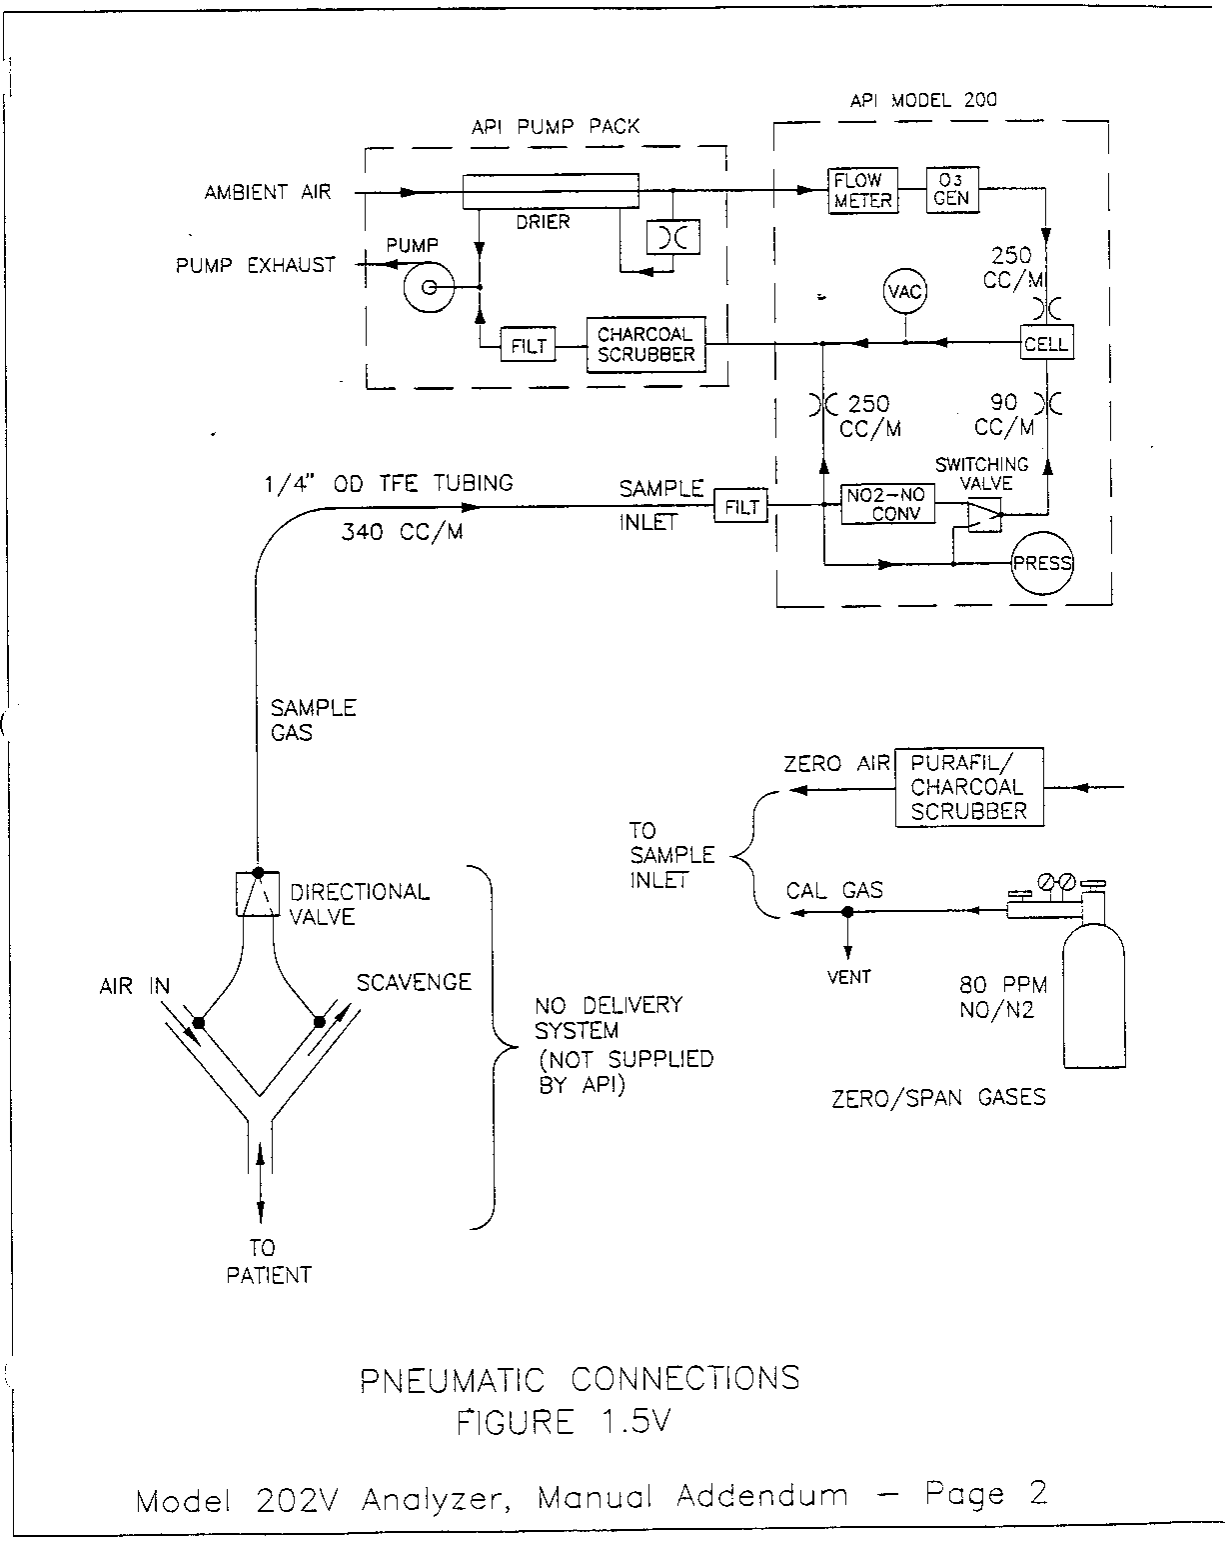 API MODEL 200
API PUMP PACK
AMBIENT AIR
DRIER
FLOW
METER
O3
GEN
PUMP
PUMP EXHAUST
250
CC/M
VAC
FILT
CHARCOAL
SCRUBBER
CELL
250
CC/M
90
CC/M
SWITCHING
VALVE
1/4" OD TFE TUBING
340 CC/M
SAMPLE
INLET
FILT
NO2-NO
CONV
PRESS
SAMPLE
GAS
ZERO AIR
PURAFIL/
CHARCOAL
SCRUBBER
TO
SAMPLE
INLET
CAL GAS
VENT
80 PPM
NO/N2
ZERO/SPAN GASES
DIRECTIONAL
VALVE
AIR IN
SCAVENGE
NO DELIVERY
SYSTEM
(NOT SUPPLIED
BY API)
TO
PATIENT
PNEUMATIC CONNECTIONS
FIGURE 1.5V
Model 202V Analyzer, Manual Addendum - Page 2